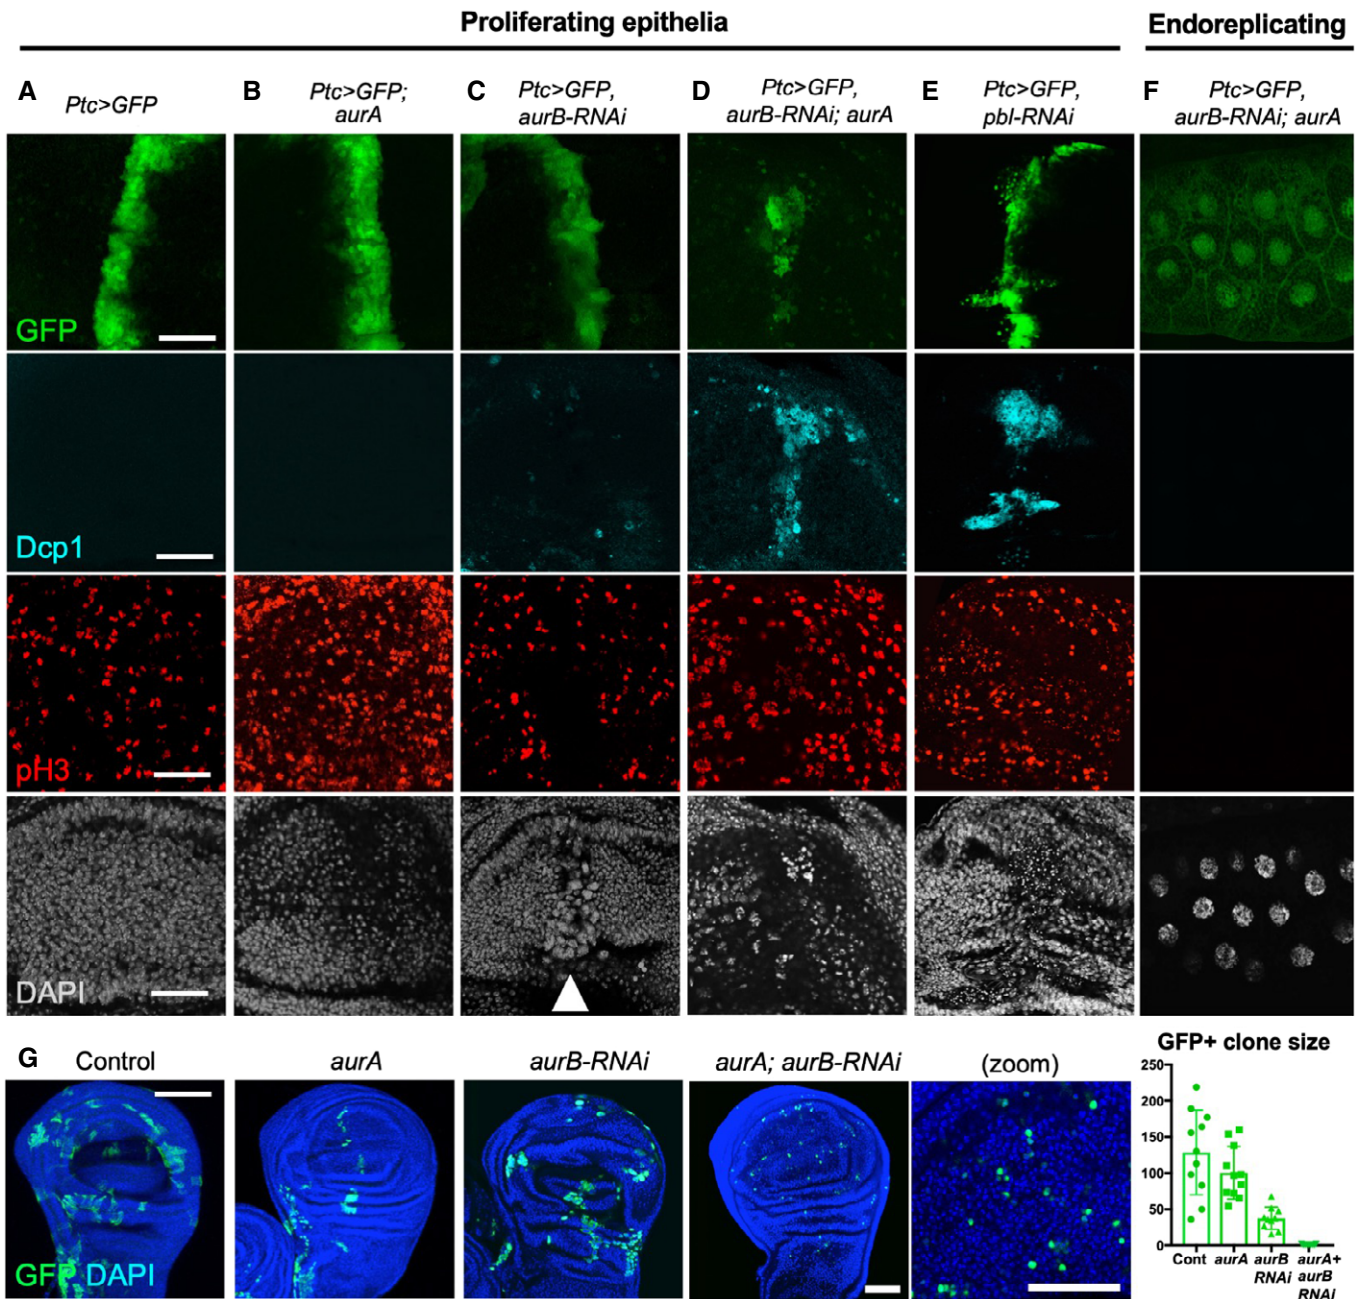 Proliferating epithelia
Endoreplicating
A
Ptc>GFP
B
Ptc>GFP;
aurA
C
Ptc>GFP,
aurB-RNAi
D
Ptc>GFP,
aurB-RNAi; aurA
E
Ptc>GFP,
pbl-RNAi
F
Ptc>GFP,
aurB-RNAi; aurA
GFP
Dcp1
pH3
DAPI
G
Control
aurA
aurB-RNAi
aurA; aurB-RNAi
(zoom)
GFP DAPI
GFP+ clone size
250
200
150
100
50
0
Cont
aurA
aurB
RNAi
aurA+
aurB
RNAi